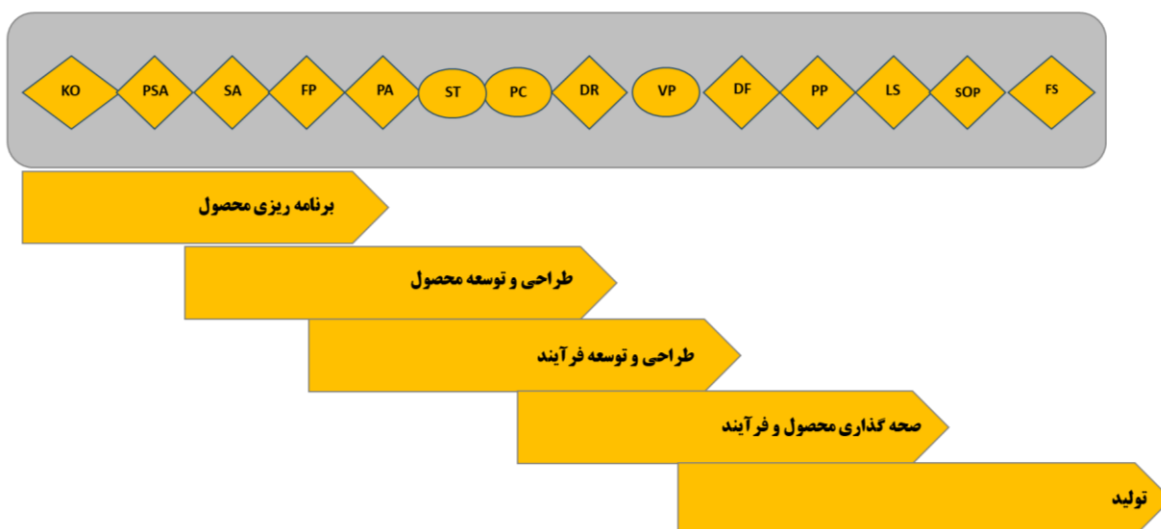 KO
PSA
SA
FP
PA
ST
PC
DR
VP
DF
PP
LS
SOP
FS
برنامه ریزی محصول
طراحی و توسعه محصول
طراحی و توسعه فرآیند
صحه گذاری محصول و فرآیند
تولید